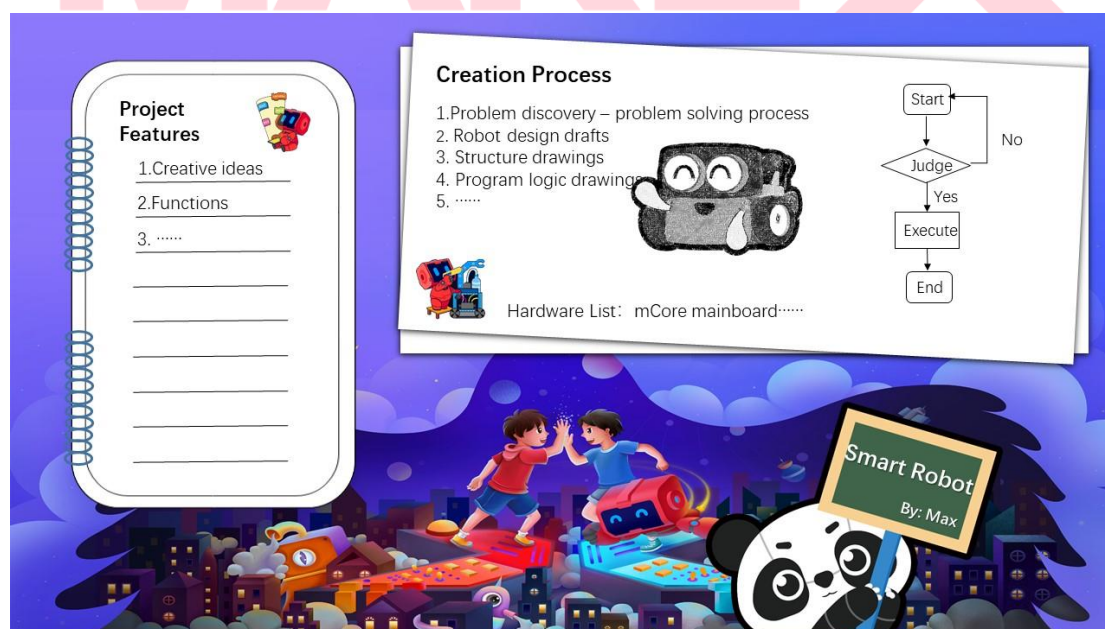 Project
Features
1.Creative ideas
2.Functions
3. ······
Creation Process
1.Problem discovery – problem solving process
2. Robot design drafts
3. Structure drawings
4. Program logic drawings
5. ······
Hardware List： mCore mainboard······
Start
No
Judge
Yes
Execute
End
Smart Robot
By: Max